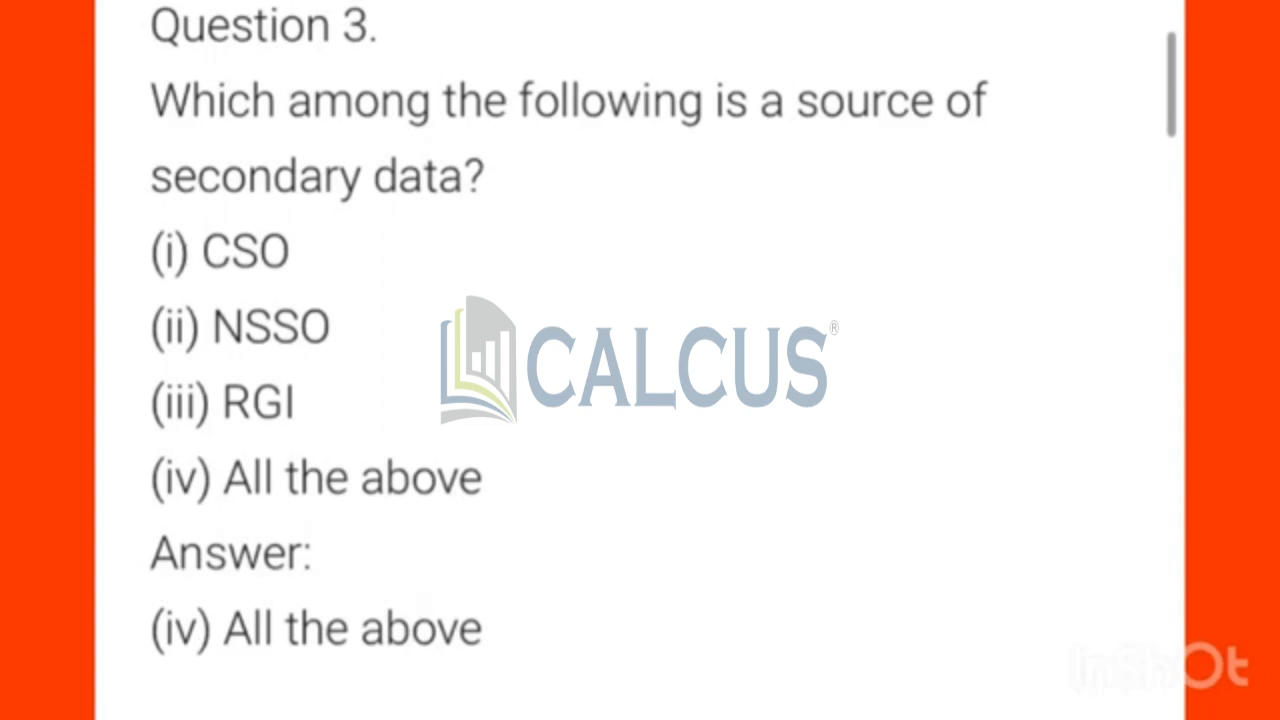 Question 3.
Which among the following is a source of
secondary data?
(i) CSO
(ii) NSSO
(iii) RGI
CALCUS®
(iv) All the above
Answer:
(iv) All the above
InShOt